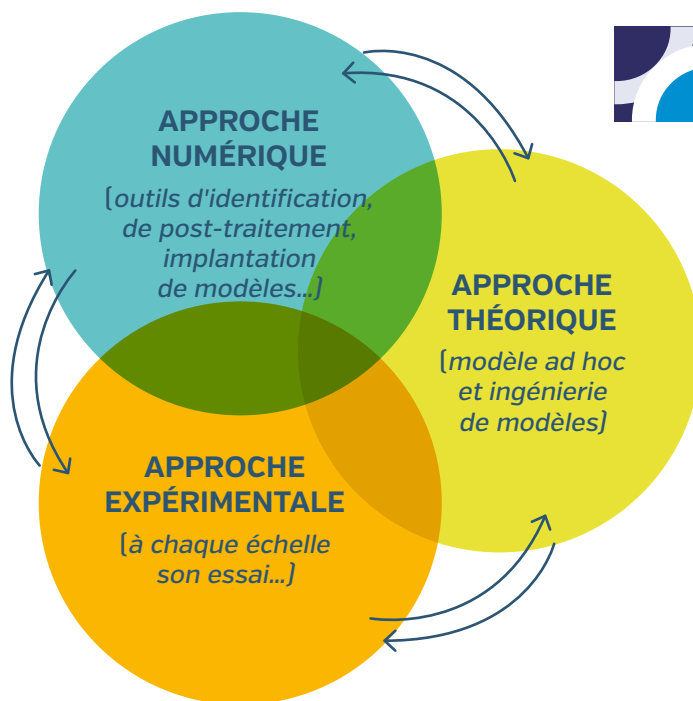 APPROCHE
NUMÉRIQUE
(outils d'identification,
de post-traitement,
implantation
de modèles...)
APPROCHE
THÉORIQUE
(modèle ad hoc
et ingénierie
de modèles)
APPROCHE
EXPÉRIMENTALE
(à chaque échelle
son essai...)